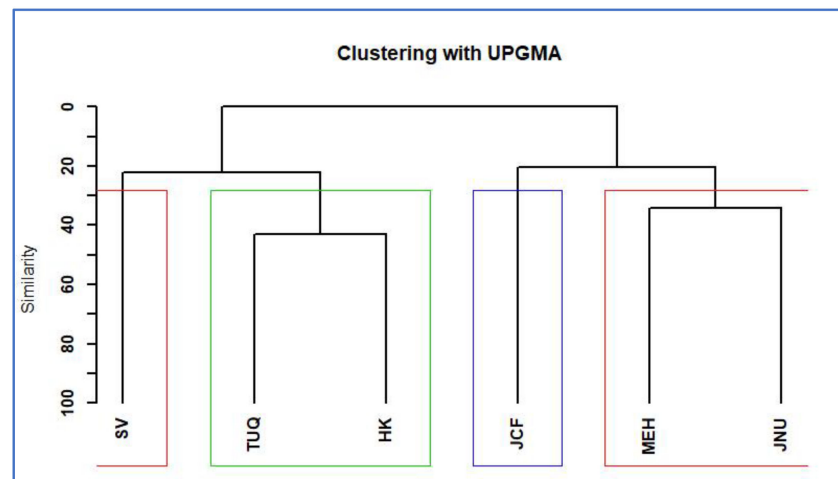 Clustering with UPGMA
Similarity
0
20
40
60
80
100
SV
TUQ
HK
JCF
MEH
JNU